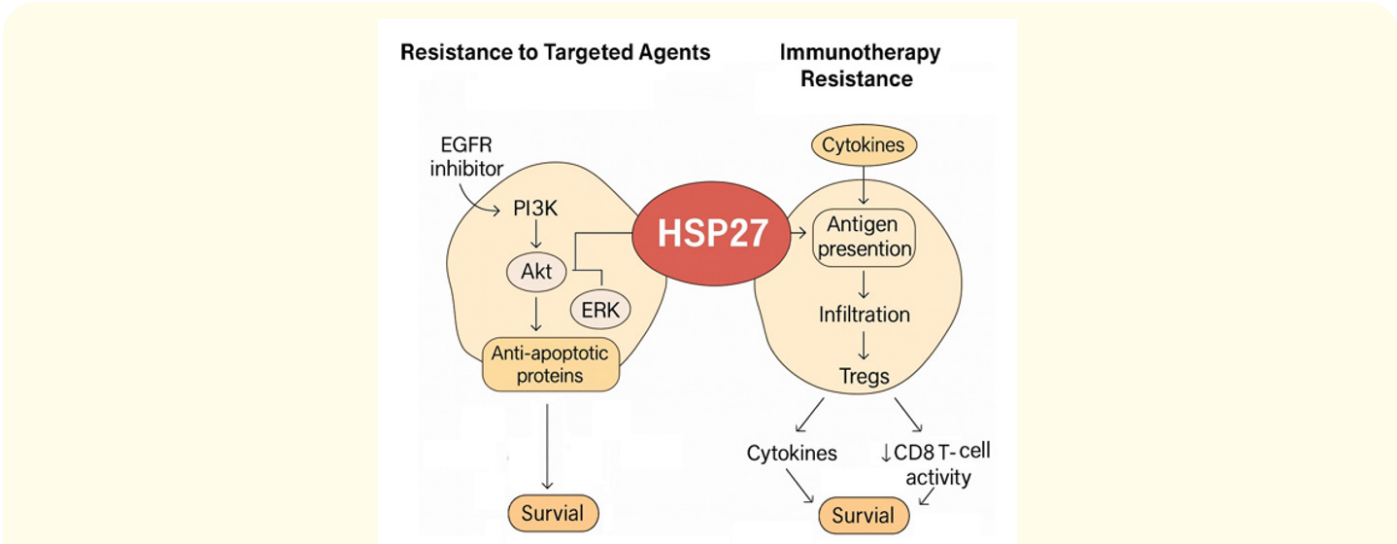 Resistance to Targeted Agents
EGFR
inhibitor
PI3K
Akt
ERK
Anti-apoptotic
proteins
Survial
HSP27
Immunotherapy
Resistance
Cytokines
Antigen
presention
Infiltration
Tregs
Cytokines
↓CD8 T-cell
activity
Survial